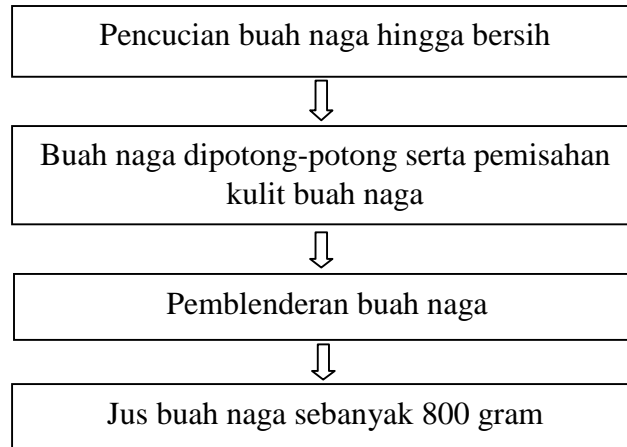 Pencucian buah naga hingga bersih
Buah naga dipotong-potong serta pemisahan
kulit buah naga
Pemblenderan buah naga
Jus buah naga sebanyak 800 gram